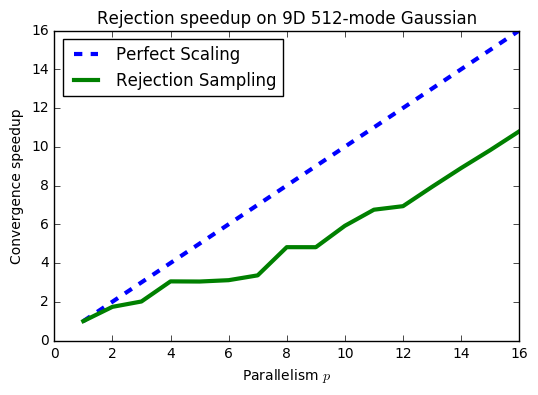 Rejection speedup on 9D 512-mode Gaussian
Perfect Scaling
Rejection Sampling
Convergence speedup
16
14
12
10
8
6
4
2
0
0 2 4 6 8 10 12 14 16
Parallelism p